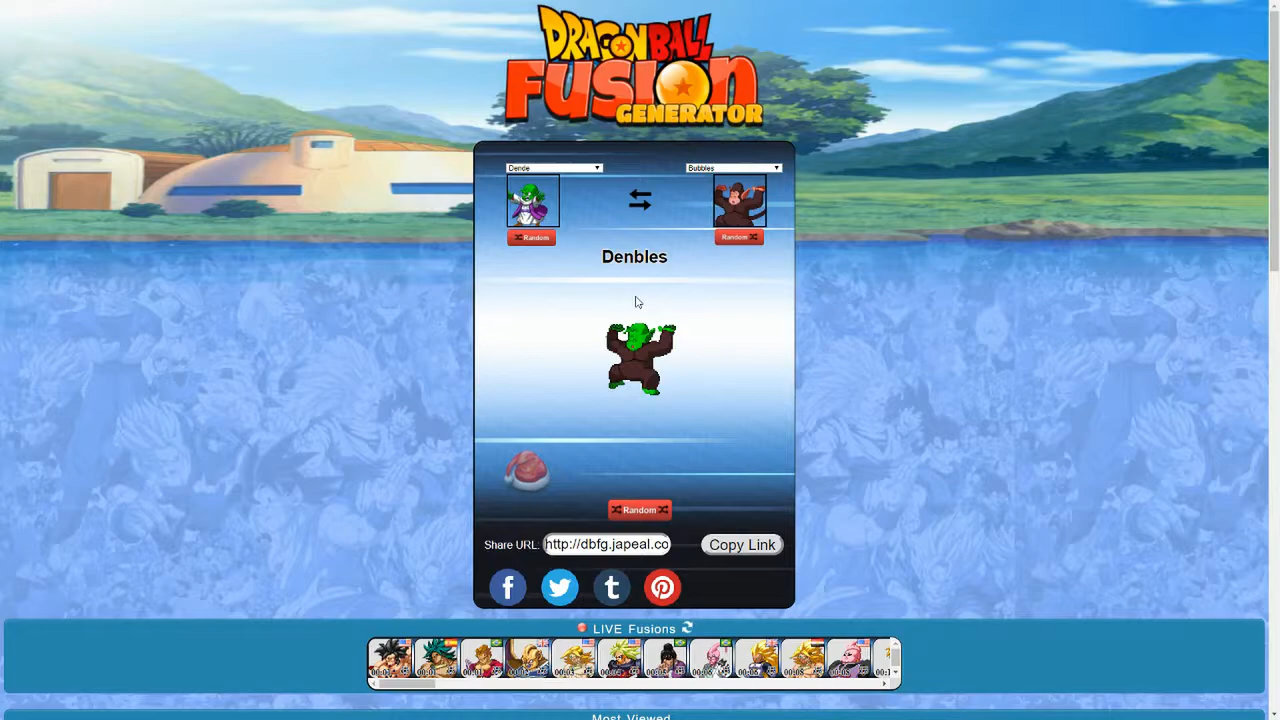 DRAGON BALL
FUSION
GENERATOR
Dende
Bubbles
Random
Random
Denbles
Random
Share URL: http://dbfg.japeal.co
Copy Link
LIVE Fusions
Most Viewed